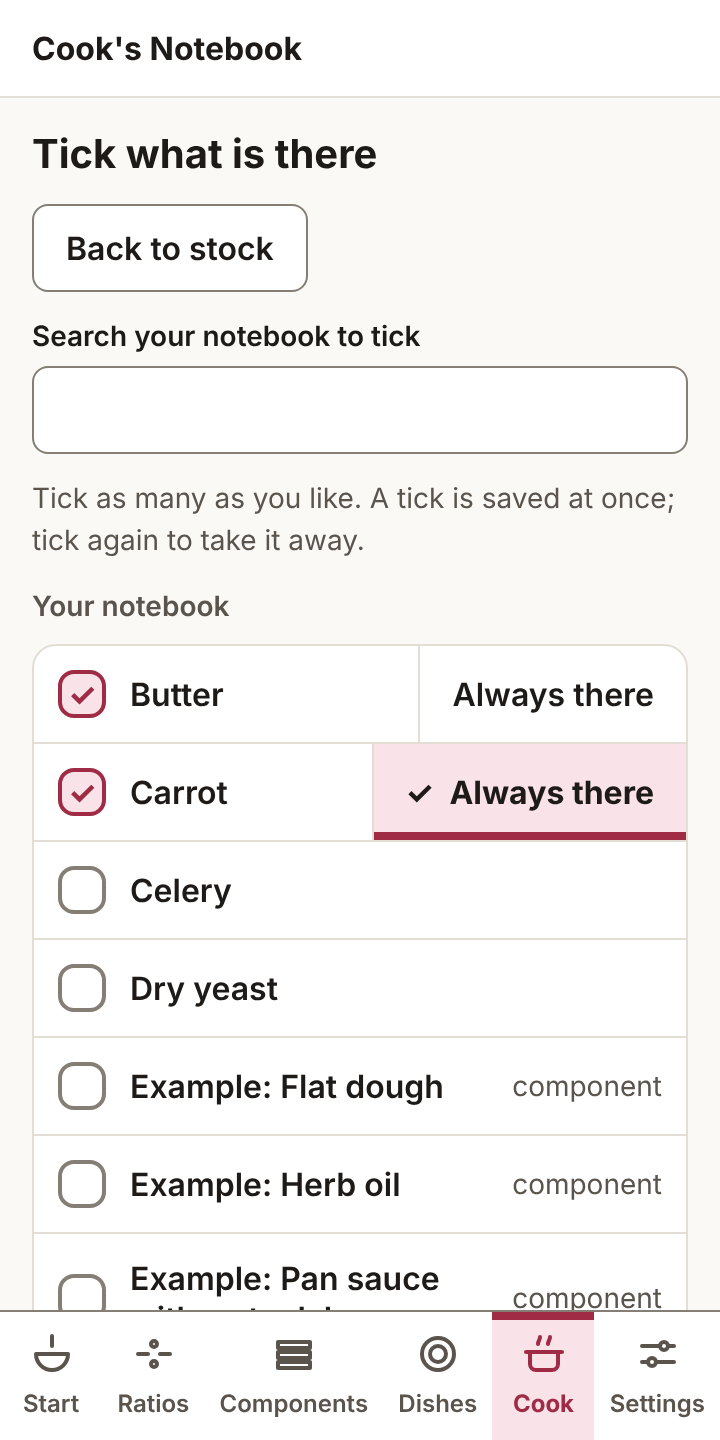 Cook's Notebook
Tick what is there
Back to stock
Search your notebook to tick
Tick as many as you like. A tick is saved at once;
tick again to take it away.
Your notebook
Butter Always there
Carrot Always there
Celery
Dry yeast
Example: Flat dough component
Example: Herb oil component
Example: Pan sauce
component
Start Ratios Components Dishes Cook Settings